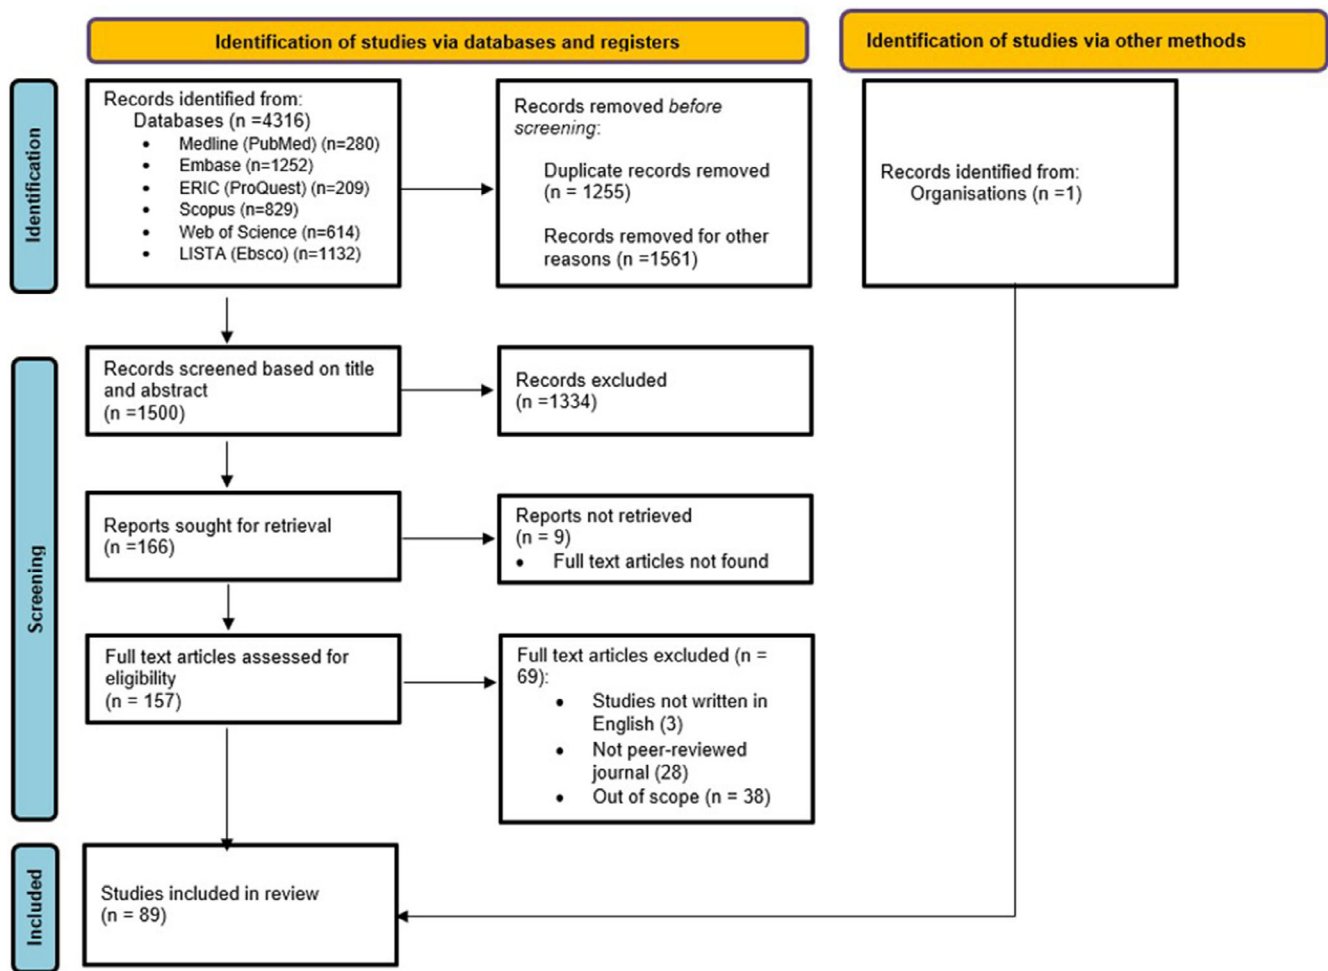 Identification of studies via databases and registers
Identification of studies via other methods
Identification
Records identified from:
Databases (n =4316)
• Medline (PubMed) (n=280)
• Embase (n=1252)
• ERIC (ProQuest) (n=209)
• Scopus (n=829)
• Web of Science (n=614)
• LISTA (Ebsco) (n=1132)
Records removed before
screening:
Duplicate records removed
(n = 1255)
Records removed for other
reasons (n =1561)
Records identified from:
Organisations (n =1)
Screening
Records screened based on title
and abstract
(n =1500)
Records excluded
(n =1334)
Reports sought for retrieval
(n =166)
Reports not retrieved
(n = 9)
• Full text articles not found
Full text articles assessed for
eligibility
(n = 157)
Full text articles excluded (n =
69):
• Studies not written in
English (3)
• Not peer-reviewed
journal (28)
• Out of scope (n = 38)
Included
Studies included in review
(n = 89)